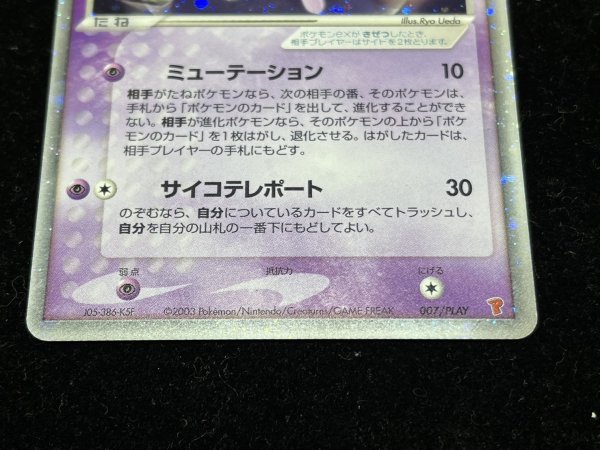 たね
Illus. Ryo Ueda
ポケモンexがきぜつしたとき、
相手プレイヤーはサイドを2枚とります。
ミューテーション 10
相手がたねポケモンなら、次の相手の番、そのポケモンは、
手札から「ポケモンのカード」を出して、進化することができ
ない。相手が進化ポケモンなら、そのポケモンの上から「ポケ
モンのカード」を1枚はがし、退化させる。はがしたカードは、
相手プレイヤーの手札にもどす。
サイコテレポート 30
のぞむなら、自分についているカードをすべてトラッシュし、
自分を自分の山札の一番下にもどしてよい。
弱点 抵抗力 にげる
J05-386-K5F ©2003 Pokémon/Nintendo/Creatures/GAME FREAK 007/PLAY P